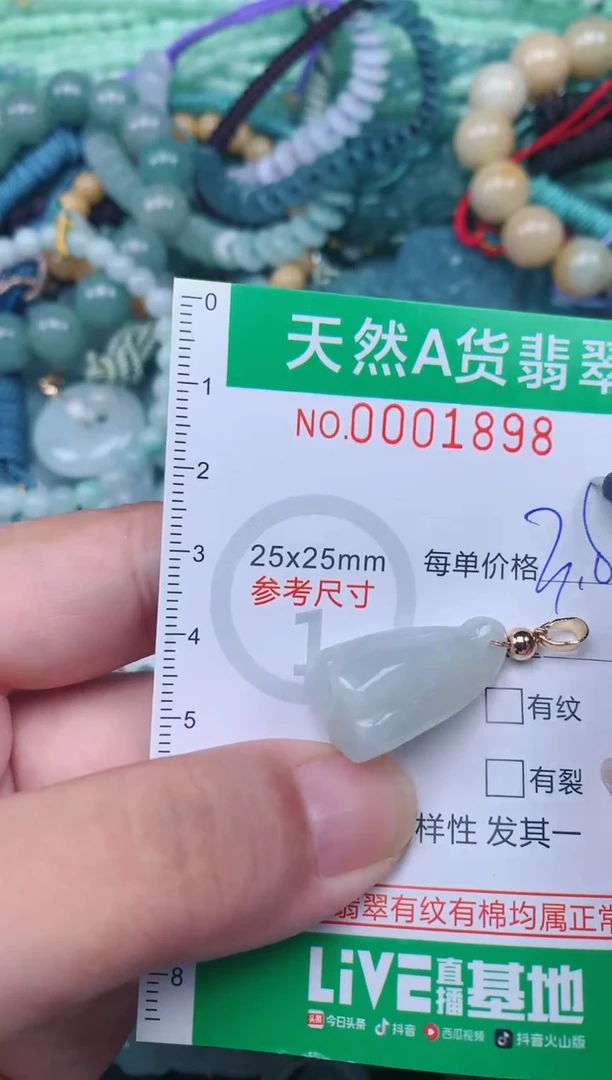 0
天然A货翡翠
1
NO.0001898
2
3
25x25mm
每单价格
参考尺寸
1
4
有纹
5
有裂
样性 发其一
翡翠有纹有棉均属正常
8
LiVE直播基地
头条 今日头条 抖音 西瓜视频 抖音火山版